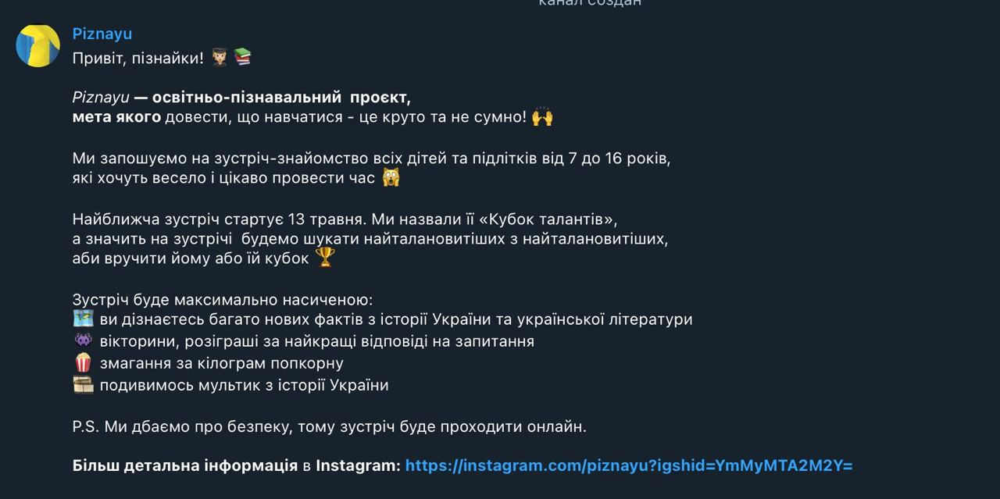 канал создан
Piznayu
Привіт, пізнайки! 👨🏼‍🎓📚
Piznayu — освітньо-пізнавальний проєкт,
мета якого довести, що навчатися - це круто та не сумно! 🙌
Ми запошуємо на зустріч-знайомство всіх дітей та підлітків від 7 до 16 років,
які хочуть весело і цікаво провести час 🙀
Найближча зустріч стартує 13 травня. Ми назвали її «Кубок талантів»,
а значить на зустрічі будемо шукати найталановитіших з найталановитіших,
аби вручити йому або їй кубок 🏆
Зустріч буде максимально насиченою:
🗺 ви дізнаєтесь багато нових фактів з історії України та української літератури
👾 вікторини, розіграші за найкращі відповіді на запитання
🍿 змагання за кілограм попкорну
🗃 подивимось мультик з історії України
P.S. Ми дбаємо про безпеку, тому зустріч буде проходити онлайн.
Більш детальна інформація в Instagram: https://instagram.com/piznayu?igshid=YmMyMTA2M2Y=